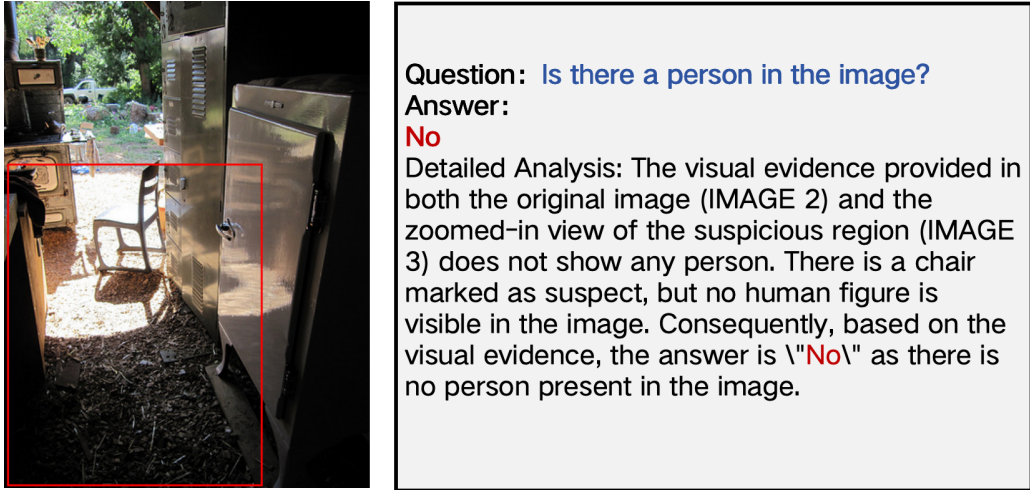 Question: Is there a person in the image?
Answer:
No
Detailed Analysis: The visual evidence provided in
both the original image (IMAGE 2) and the
zoomed-in view of the suspicious region (IMAGE
3) does not show any person. There is a chair
marked as suspect, but no human figure is
visible in the image. Consequently, based on the
visual evidence, the answer is \"No\" as there is
no person present in the image.